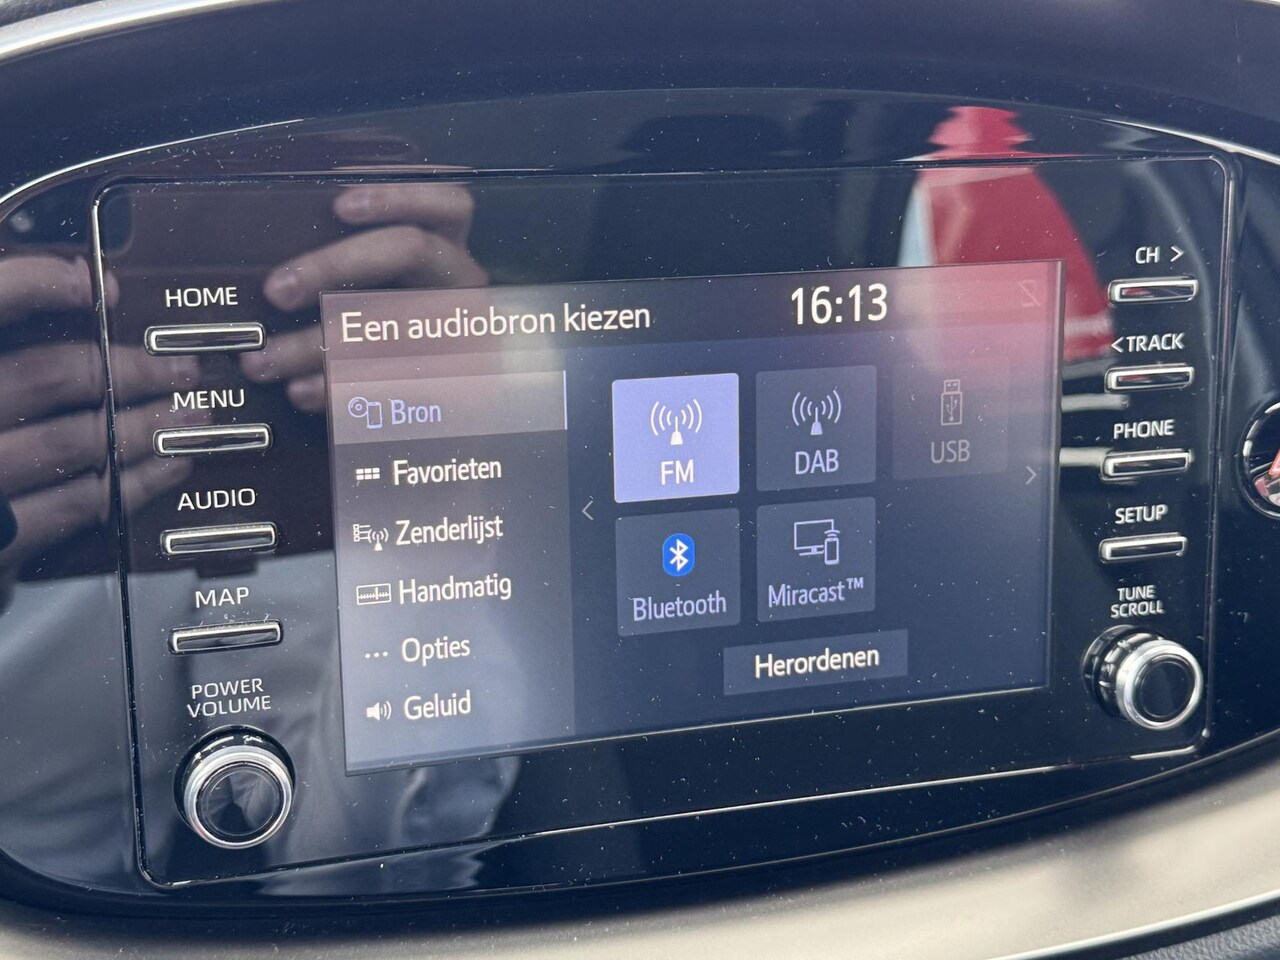 HOME
MENU
AUDIO
MAP
POWER
VOLUME
Een audiobron kiezen
16:13
Bron
Favorieten
Zenderlijst
Handmatig
... Opties
Geluid
FM
DAB
USB
Bluetooth
Miracast™
Herordenen
CH >
< TRACK
PHONE
SETUP
TUNE
SCROLL